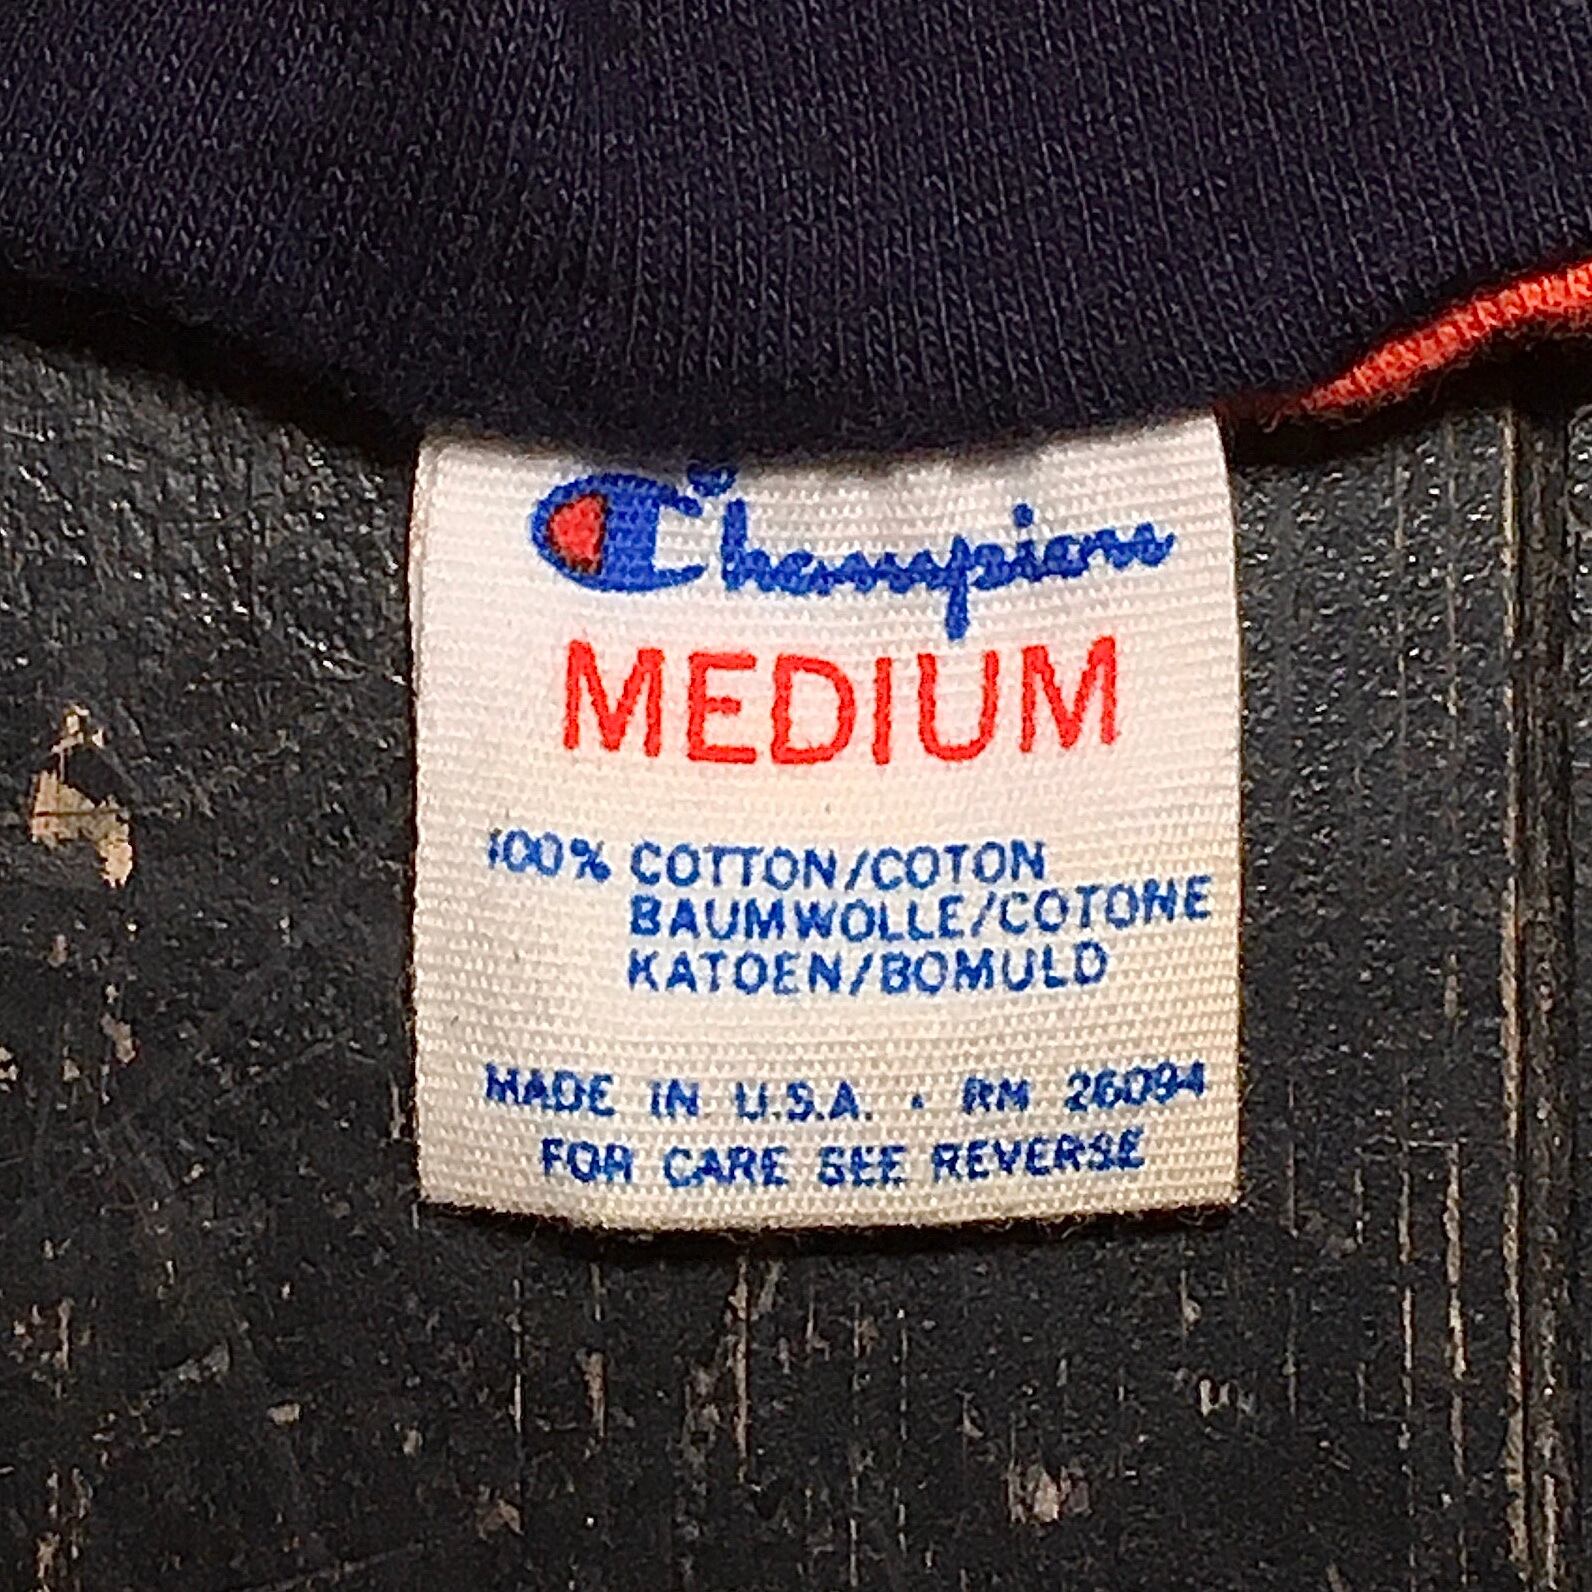 Champion
MEDIUM
100% COTTON/COTON
BAUMWOLLE/COTONE
KATOEN/BOMULD
MADE IN U.S.A. · RN 26094
FOR CARE SEE REVERSE